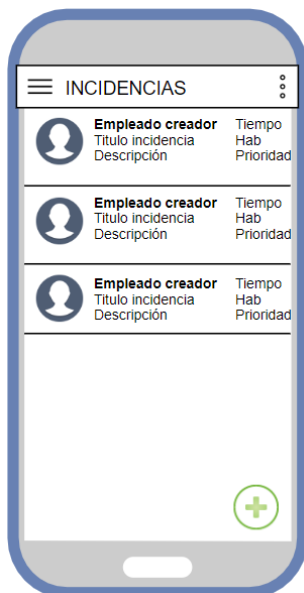 INCIDENCIAS
Empleado creador Tiempo
Titulo incidencia Hab
Descripción Prioridad
Empleado creador Tiempo
Titulo incidencia Hab
Descripción Prioridad
Empleado creador Tiempo
Titulo incidencia Hab
Descripción Prioridad